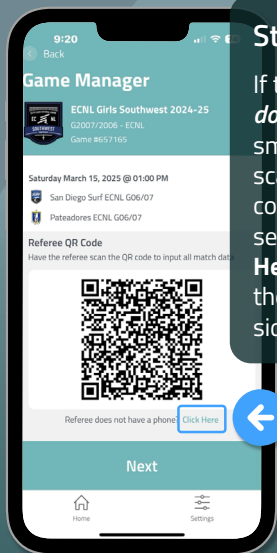 9:20
Back
Game Manager
ECNL Girls Southwest 2024-25
G2007/2006 - ECNL
Game #657165
Saturday March 15, 2025 @ 01:00 PM
San Diego Surf ECNL G06/07
Pateadores ECNL G06/07
Referee QR Code
Have the referee scan the QR code to input all match data
Referee does not have a phone? Click Here
Next
Home
Settings
St
If t
do
sm
sca
co
se
He
the
sid